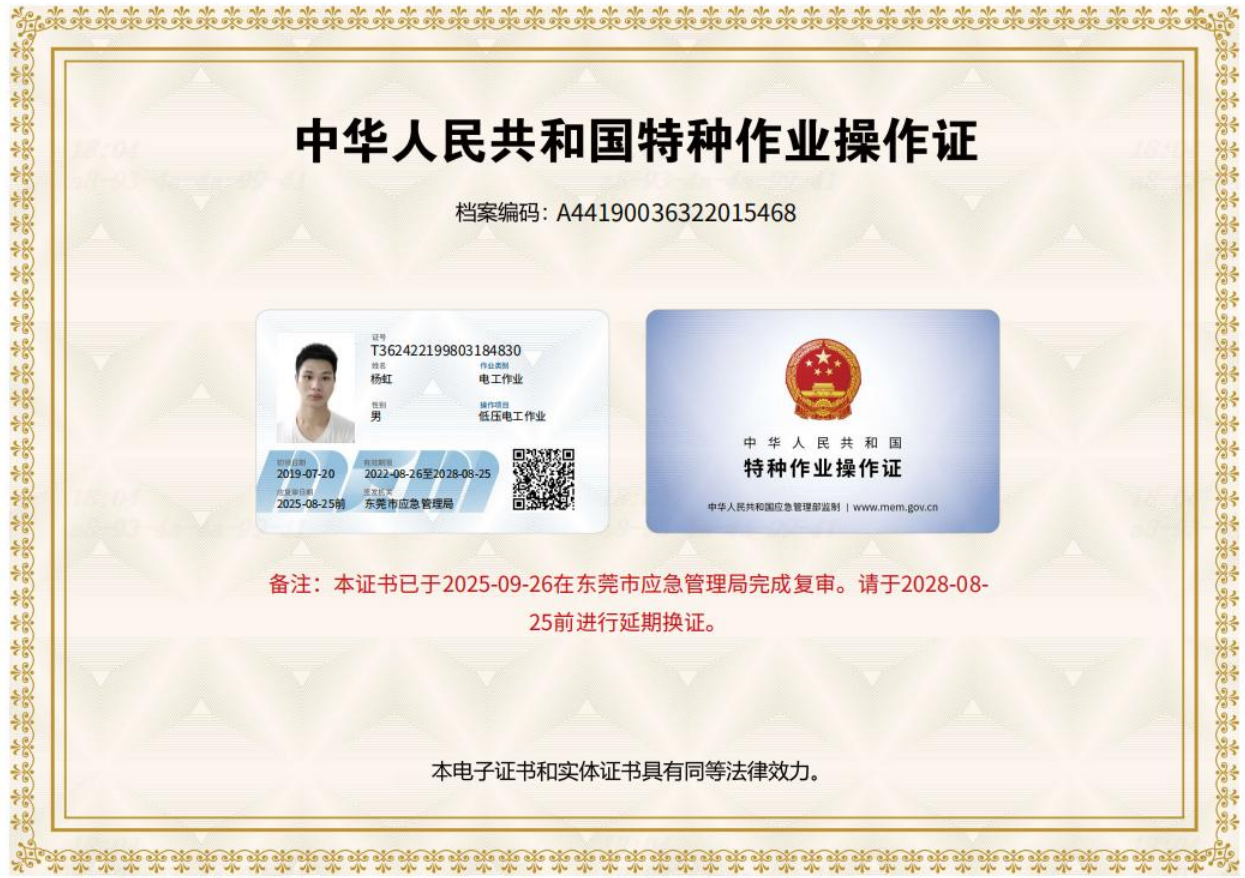 中华人民共和国特种作业操作证
档案编码：A44190036322015468
证号
T362422199803184830
姓名
作业类别
杨虹
电工作业
性别
操作项目
男
低压电工作业
初领日期
有效期限
2019-07-20
2022-08-26至2028-08-25
应复审日期
签发机关
2025-08-25前
东莞市应急管理局
中华人民共和国
特种作业操作证
中华人民共和国应急管理部监制 | www.mem.gov.cn
备注：本证书已于2025-09-26在东莞市应急管理局完成复审。请于2028-08-
25前进行延期换证。
本电子证书和实体证书具有同等法律效力。